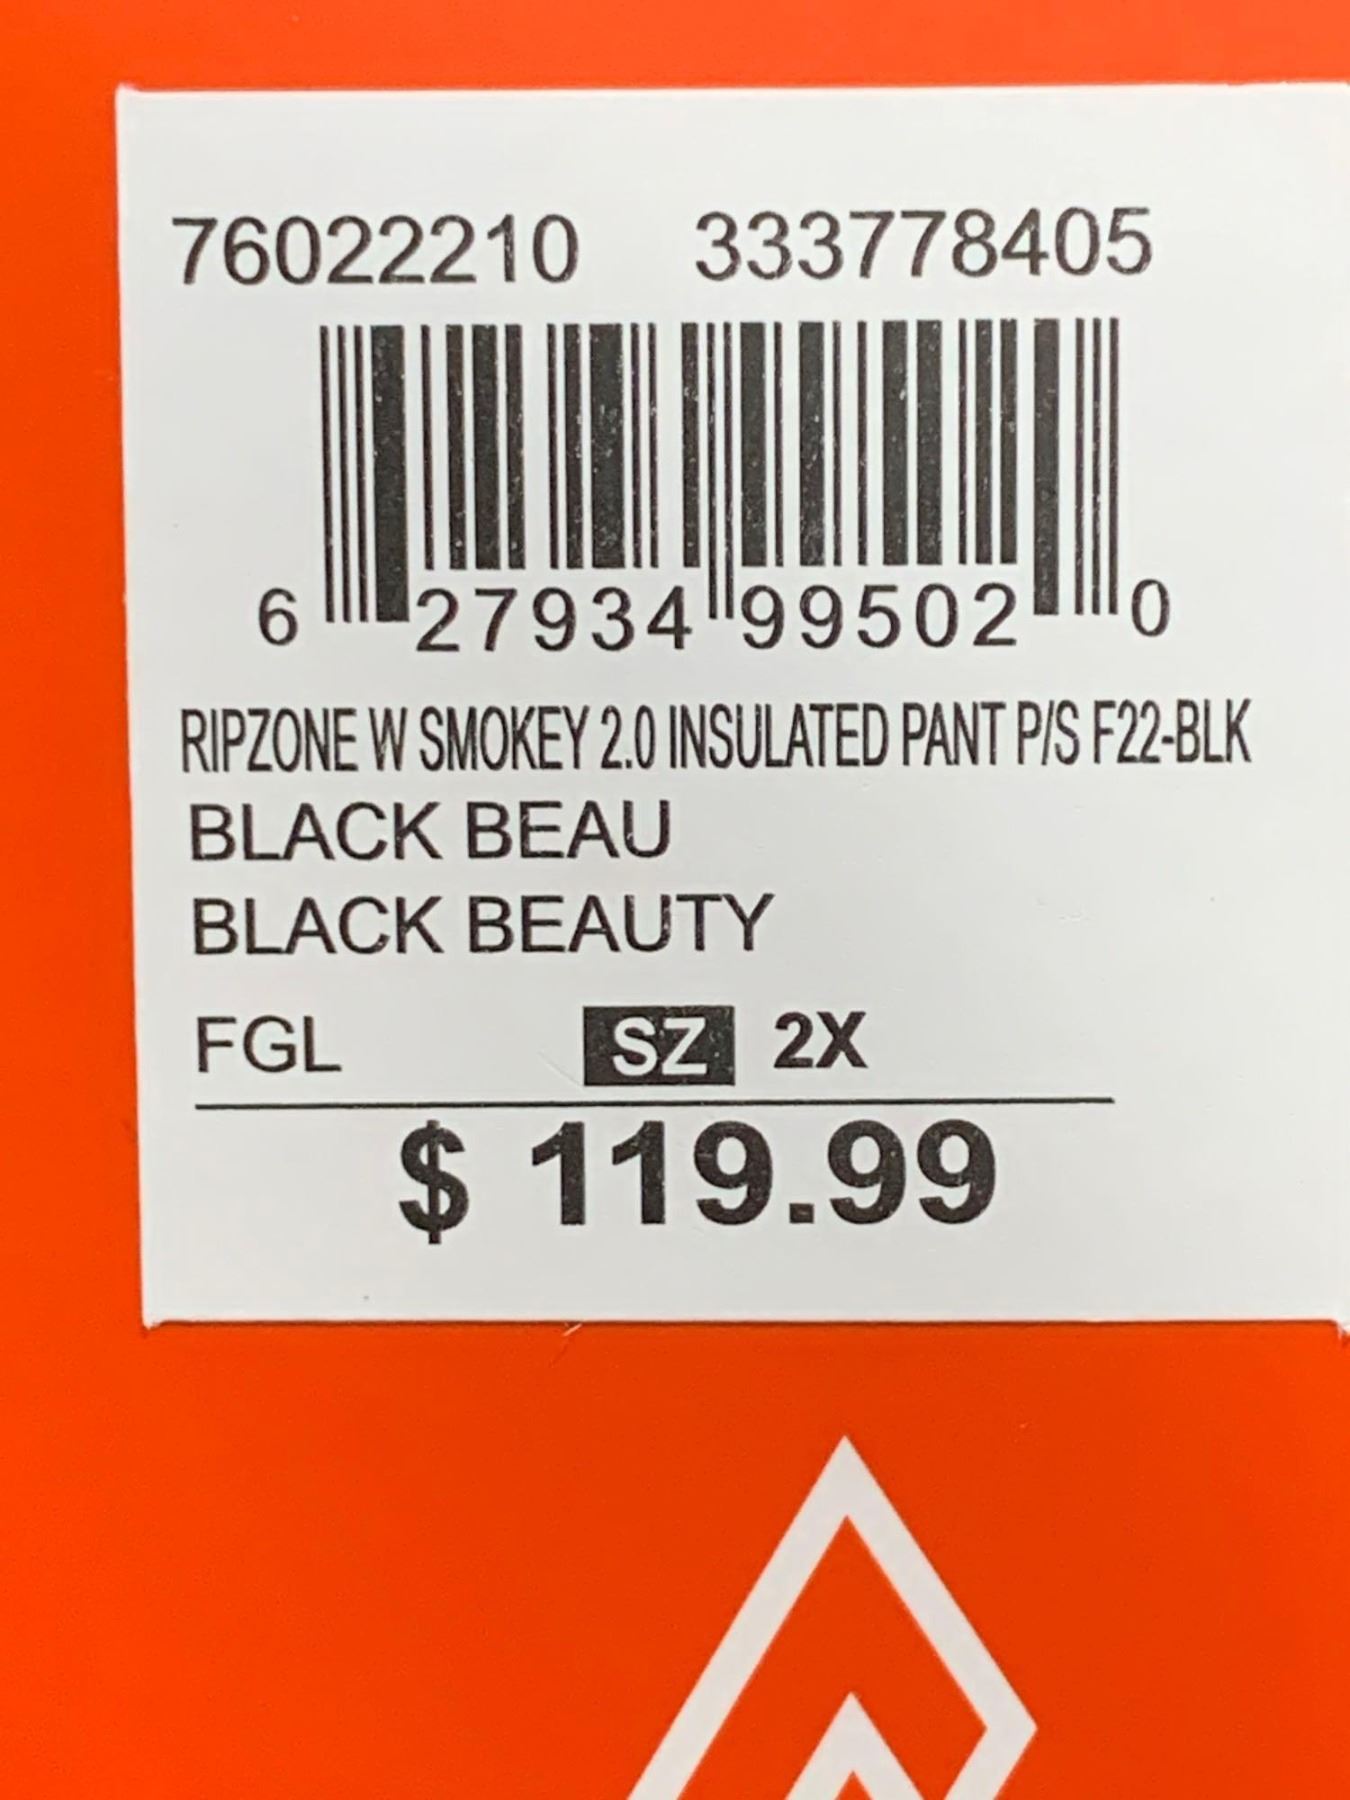 76022210 333778405
6 27934 99502 0
RIPZONE W SMOKEY 2.0 INSULATED PANT P/S F22-BLK
BLACK BEAU
BLACK BEAUTY
FGL SZ 2X
$ 119.99